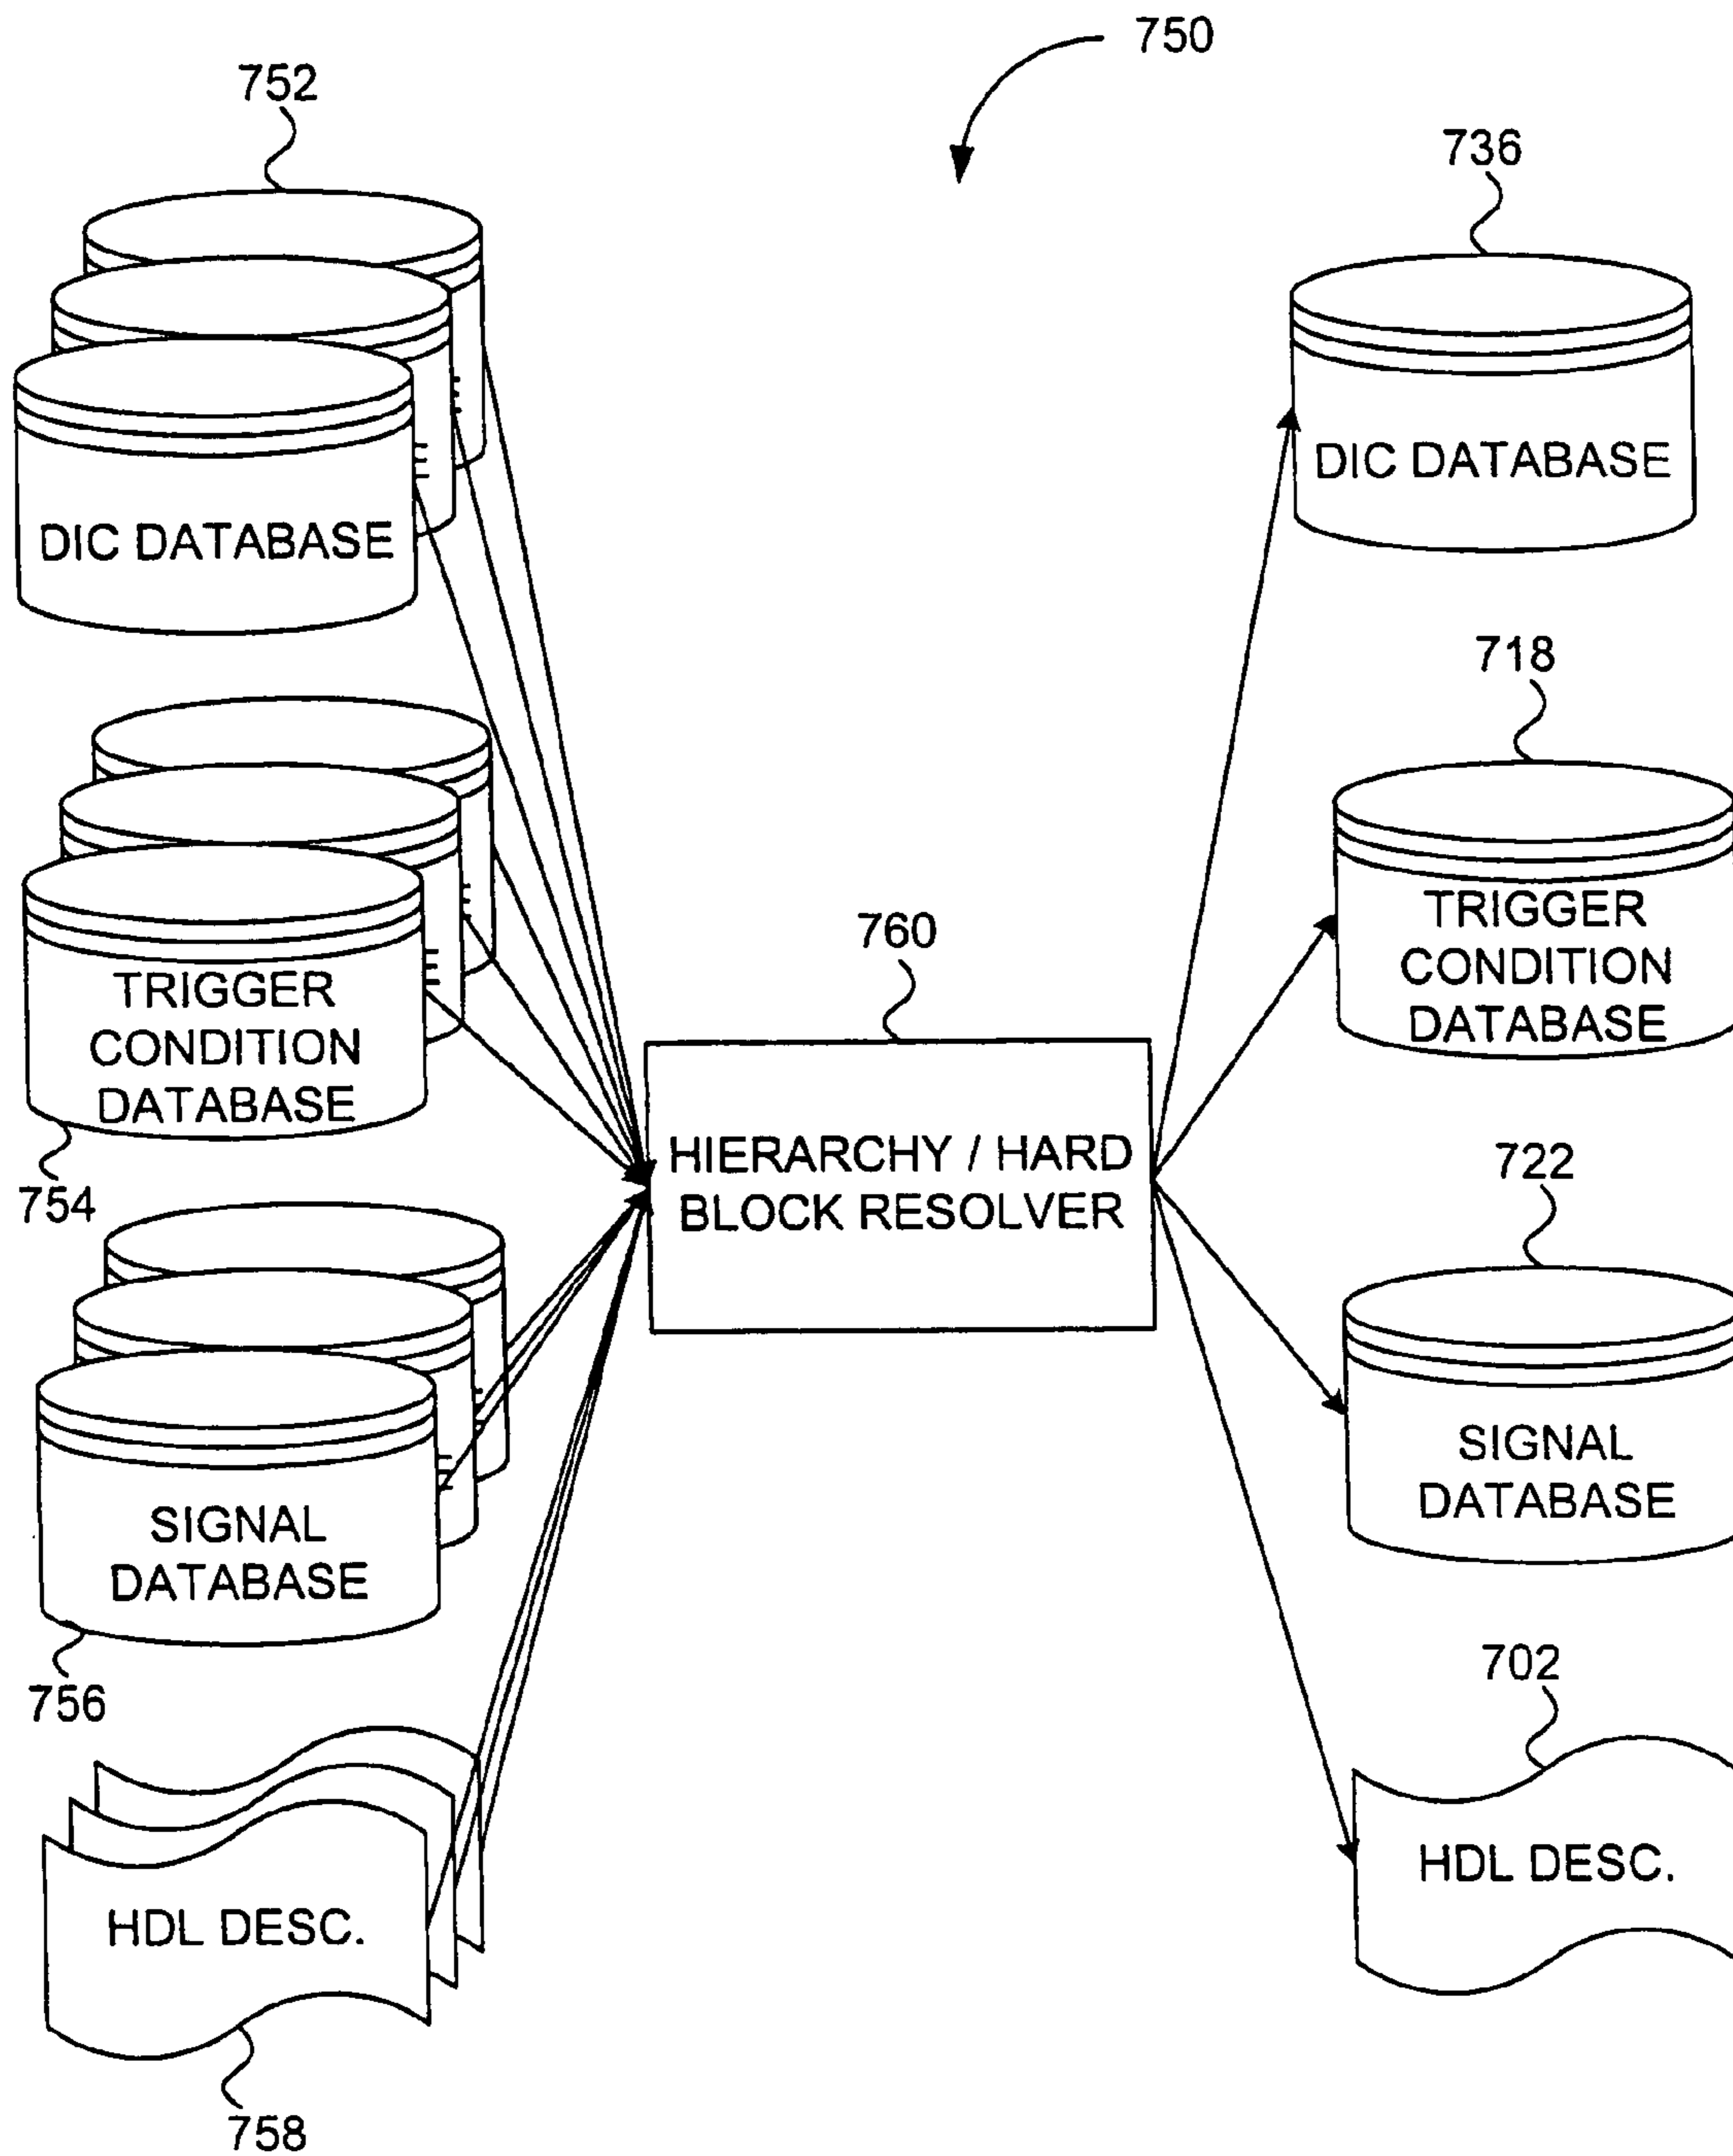 750
752
736
DIC DATABASE
DIC DATABASE
718
TRIGGER
CONDITION
DATABASE
760
TRIGGER
CONDITION
DATABASE
754
HIERARCHY / HARD
BLOCK RESOLVER
722
SIGNAL
DATABASE
SIGNAL
DATABASE
756
702
HDL DESC.
HDL DESC.
758